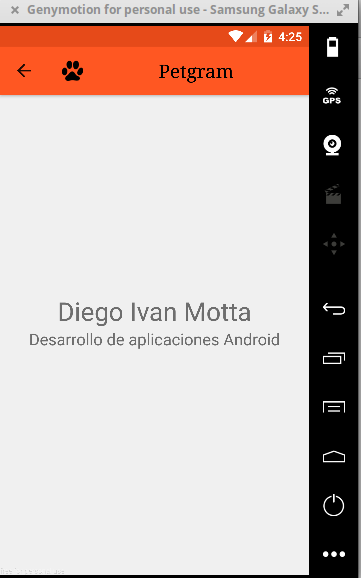 Genymotion for personal use - Samsung Galaxy S...
4:25
Petgram
GPS
Diego Ivan Motta
Desarrollo de aplicaciones Android